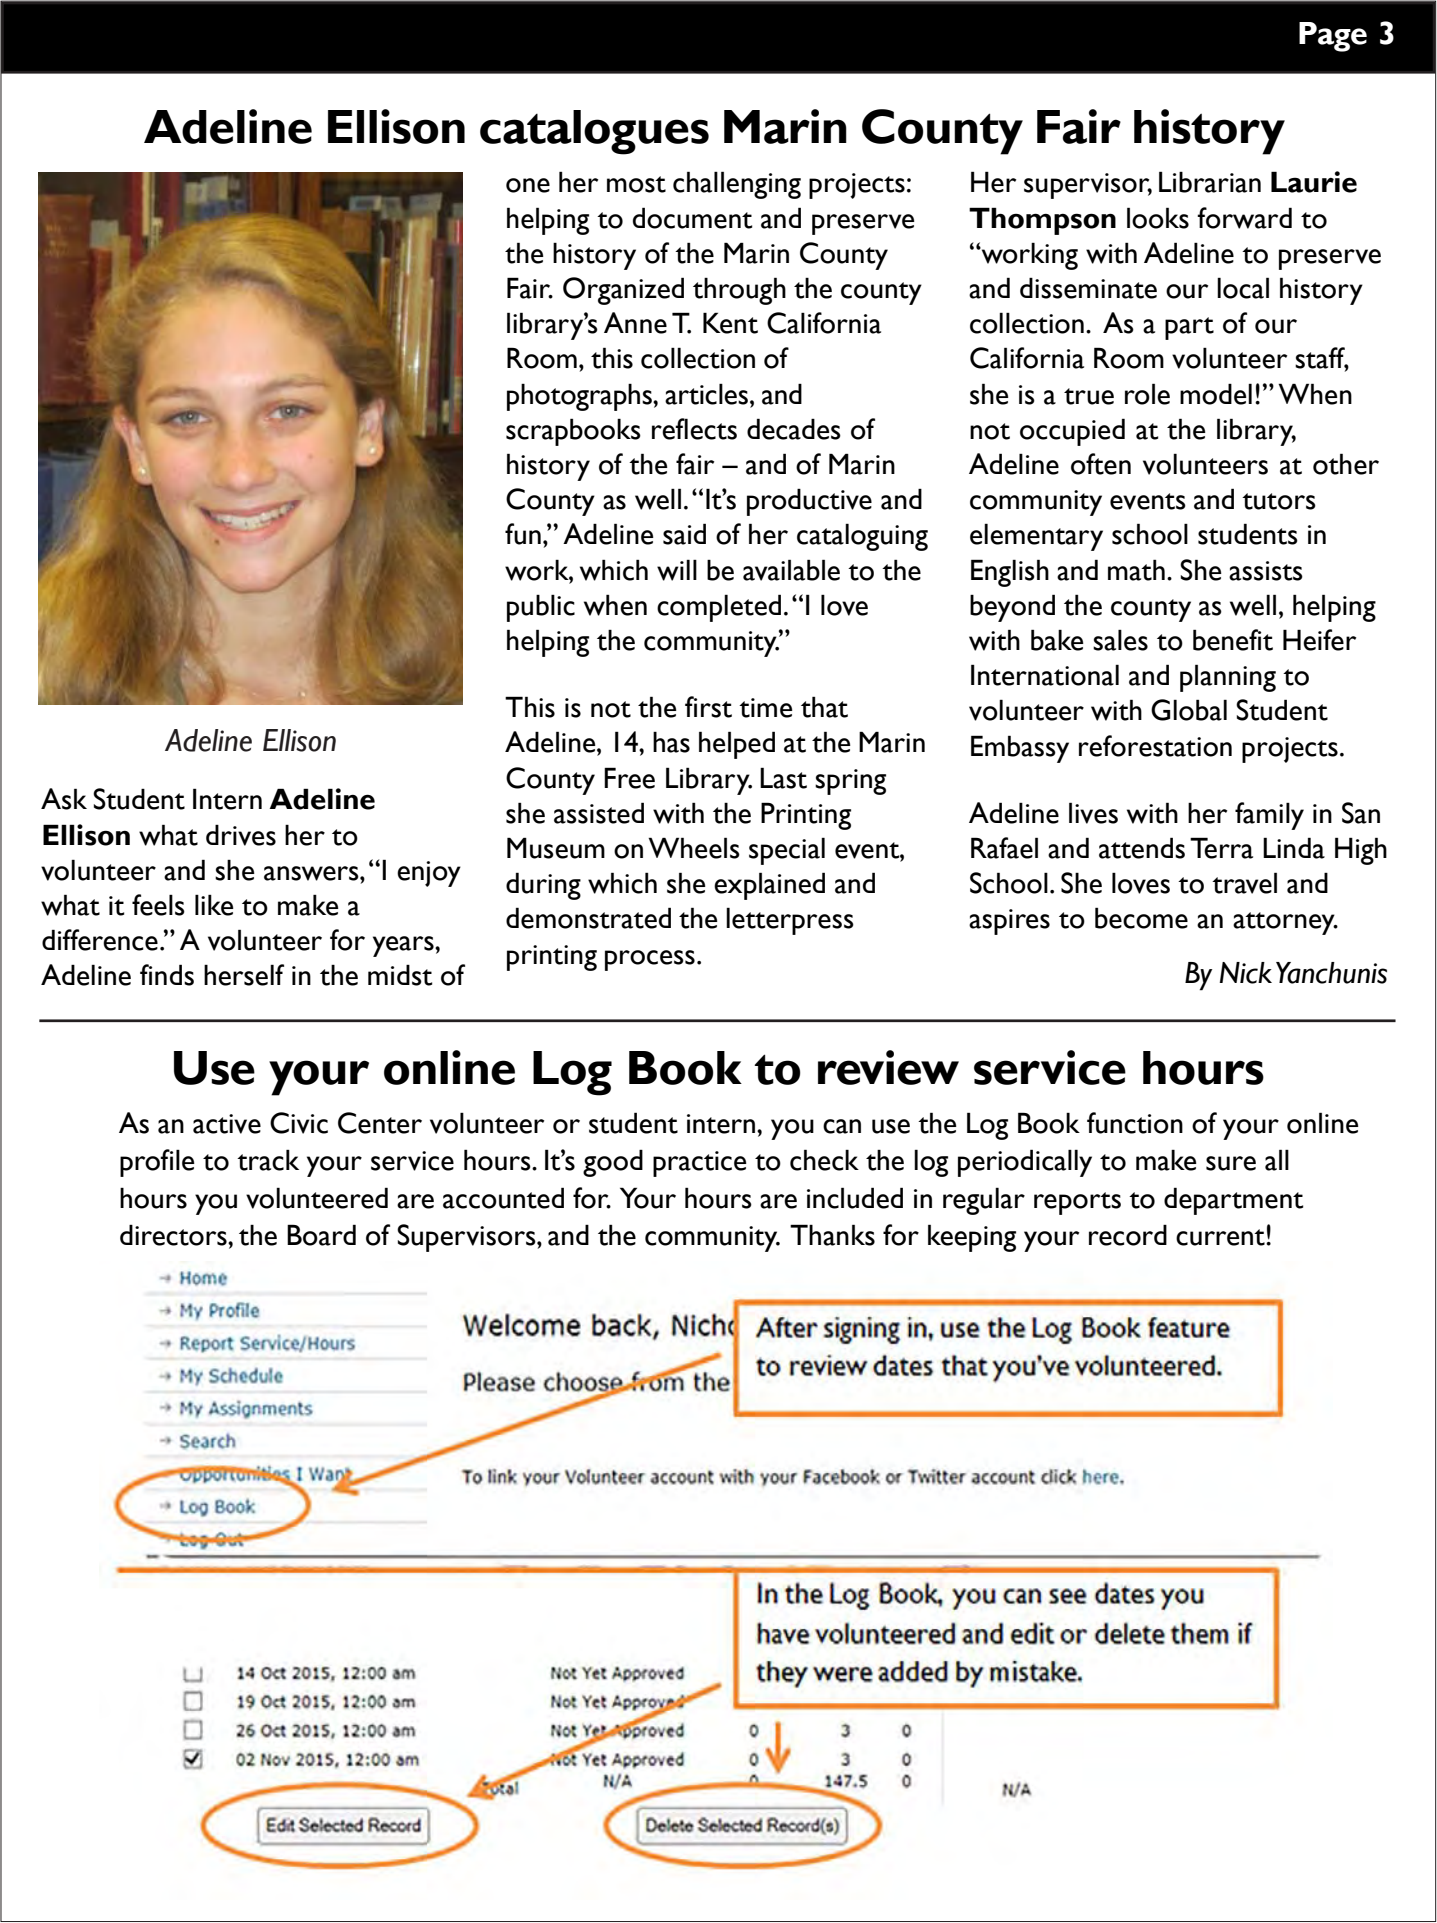 Page 3
Adeline Ellison catalogues Marin County Fair history
Adeline Ellison
Ask Student Intern Adeline
Ellison what drives her to
volunteer and she answers, “I enjoy
what it feels like to make a
difference.” A volunteer for years,
Adeline finds herself in the midst of
one her most challenging projects:
helping to document and preserve
the history of the Marin County
Fair. Organized through the county
library’s Anne T. Kent California
Room, this collection of
photographs, articles, and
scrapbooks reflects decades of
history of the fair – and of Marin
County as well. “It’s productive and
fun,” Adeline said of her cataloguing
work, which will be available to the
public when completed. “I love
helping the community.”
This is not the first time that
Adeline, 14, has helped at the Marin
County Free Library. Last spring
she assisted with the Printing
Museum on Wheels special event,
during which she explained and
demonstrated the letterpress
printing process.
Her supervisor, Librarian Laurie
Thompson looks forward to
“working with Adeline to preserve
and disseminate our local history
collection. As a part of our
California Room volunteer staff,
she is a true role model!” When
not occupied at the library,
Adeline often volunteers at other
community events and tutors
elementary school students in
English and math. She assists
beyond the county as well, helping
with bake sales to benefit Heifer
International and planning to
volunteer with Global Student
Embassy reforestation projects.
Adeline lives with her family in San
Rafael and attends Terra Linda High
School. She loves to travel and
aspires to become an attorney.
By Nick Yanchunis
Use your online Log Book to review service hours
As an active Civic Center volunteer or student intern, you can use the Log Book function of your online
profile to track your service hours. It’s good practice to check the log periodically to make sure all
hours you volunteered are accounted for. Your hours are included in regular reports to department
directors, the Board of Supervisors, and the community. Thanks for keeping your record current!
→ Home
→ My Profile
→ Report Service/Hours
→ My Schedule
→ My Assignments
→ Search
Opportunities I Want
→ Log Book
Log Out
Welcome back, Nicho
Please choose from the
After signing in, use the Log Book feature
to review dates that you’ve volunteered.
To link your Volunteer account with your Facebook or Twitter account click here.
In the Log Book, you can see dates you
have volunteered and edit or delete them if
they were added by mistake.
14 Oct 2015, 12:00 am Not Yet Approved
19 Oct 2015, 12:00 am Not Yet Approved
26 Oct 2015, 12:00 am Not Yet Approved 0 3 0
02 Nov 2015, 12:00 am Not Yet Approved 0 3 0
Total N/A 0 147.5 0 N/A
Edit Selected Record
Delete Selected Record(s)